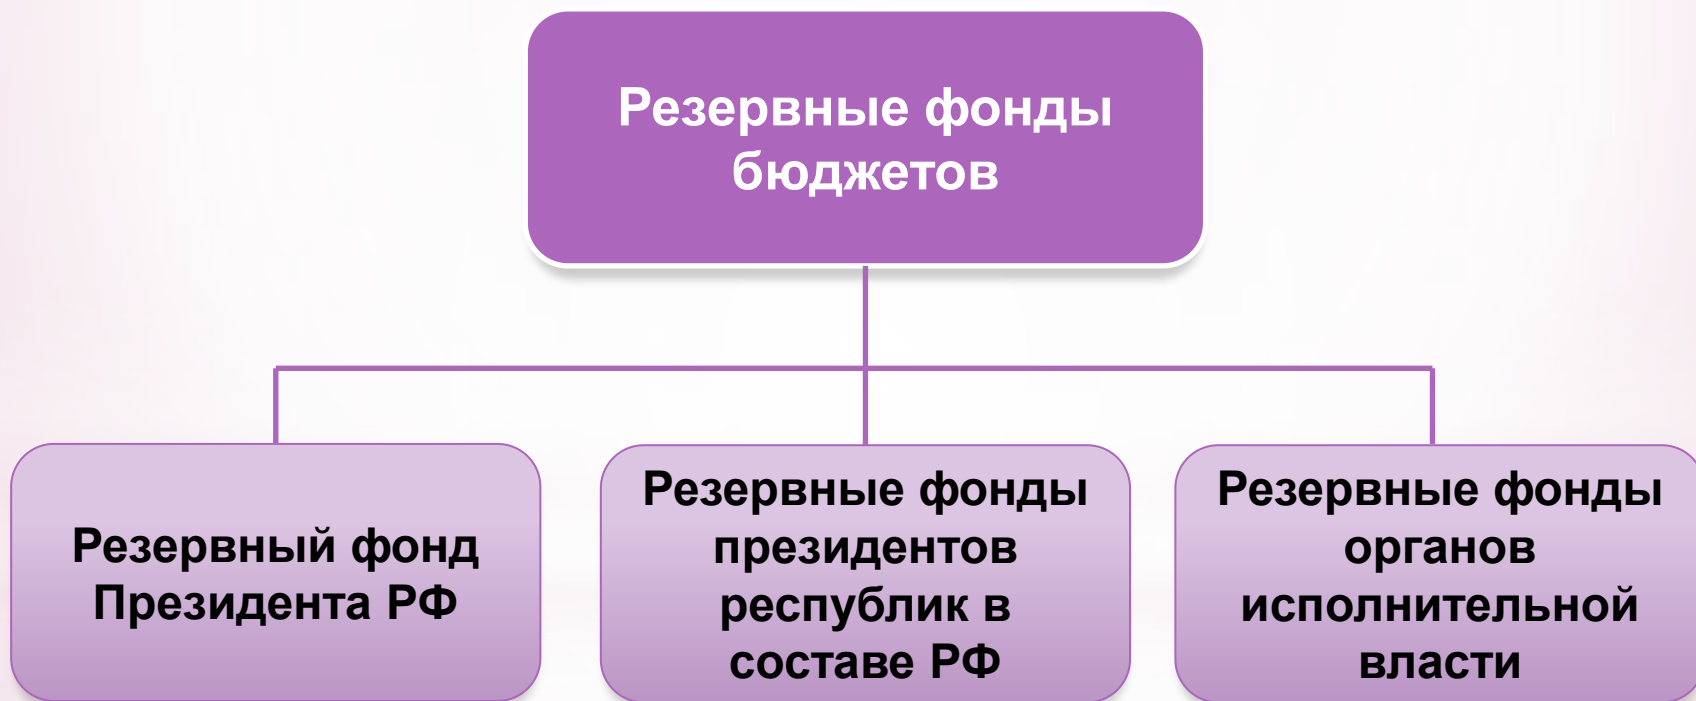 Резервные фонды
бюджетов
Резервный фонд
Президента РФ
Резервные фонды
президентов
республик в
составе РФ
Резервные фонды
органов
исполнительной
власти